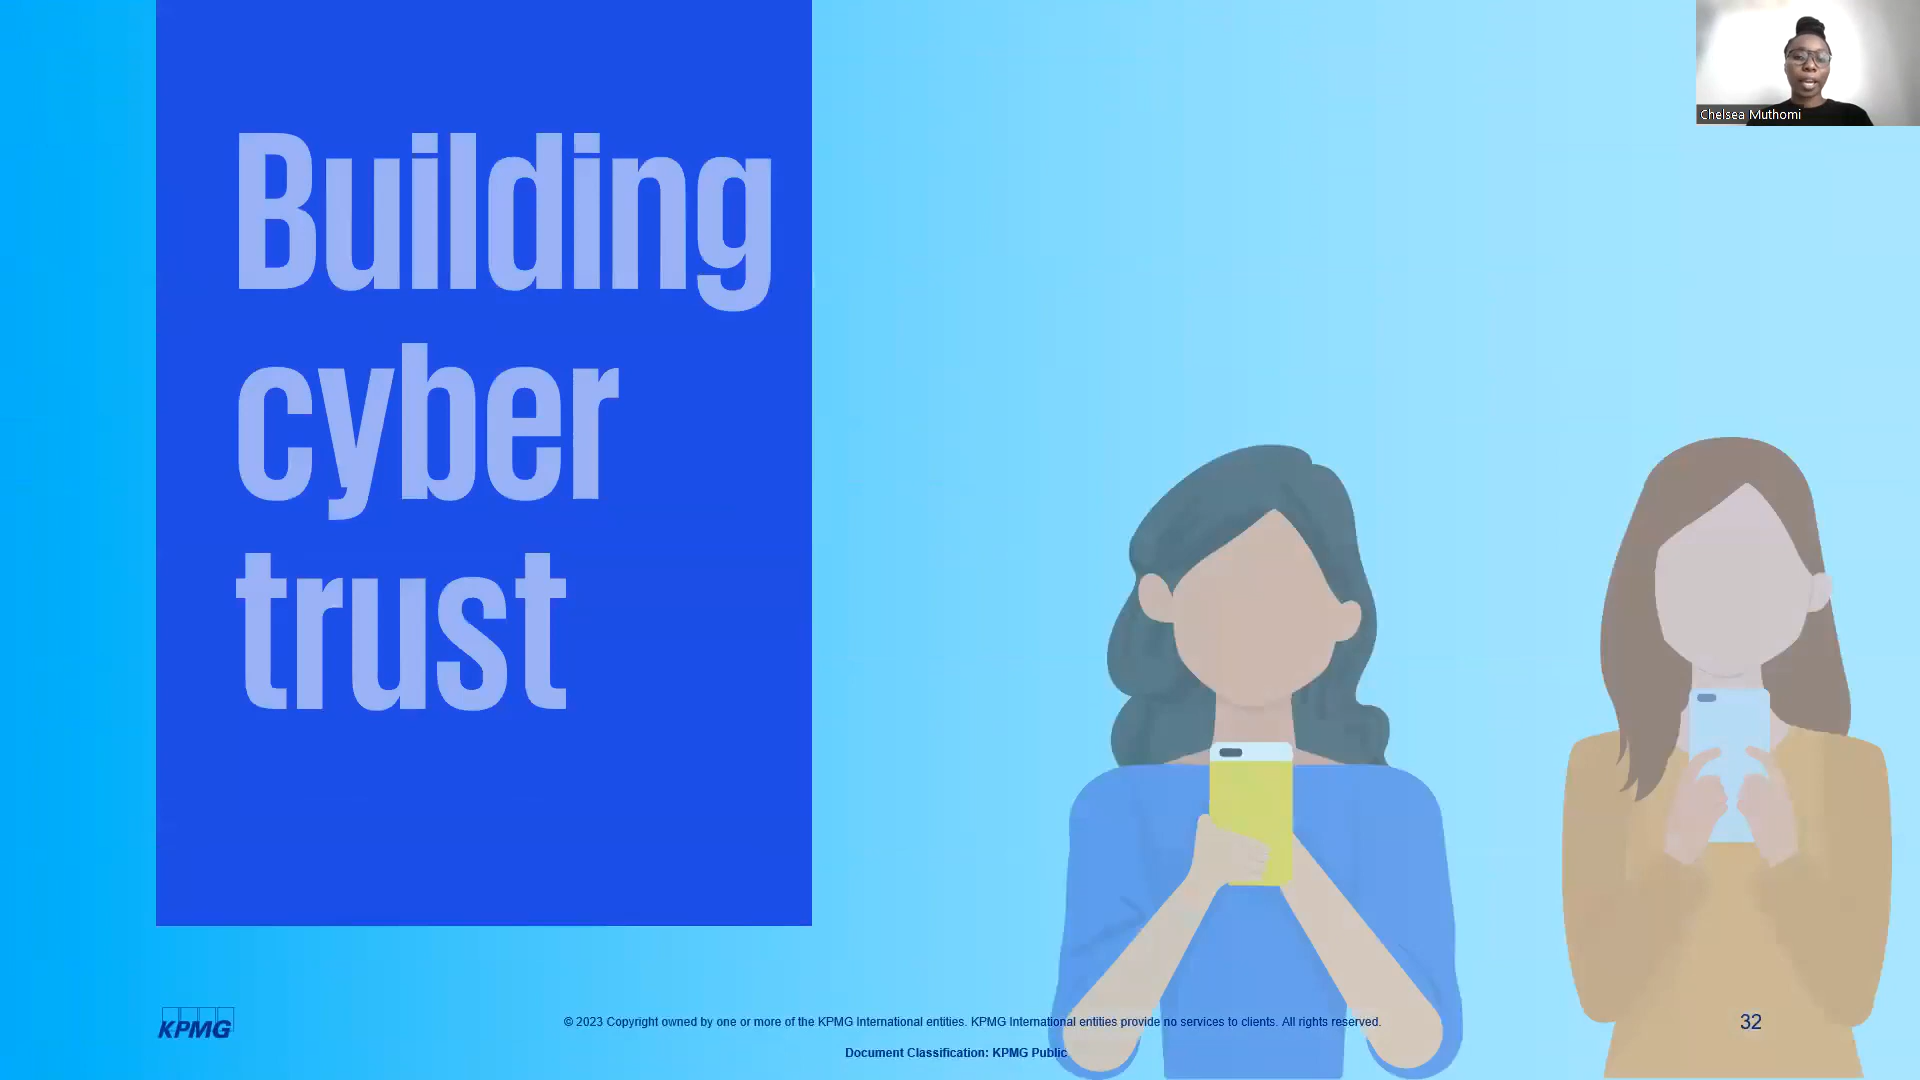 Building
cyber
trust
Chelsea Muthomi
KPMG
© 2023 Copyright owned by one or more of the KPMG International entities. KPMG International entities provide no services to clients. All rights reserved.
32
Document Classification: KPMG Public